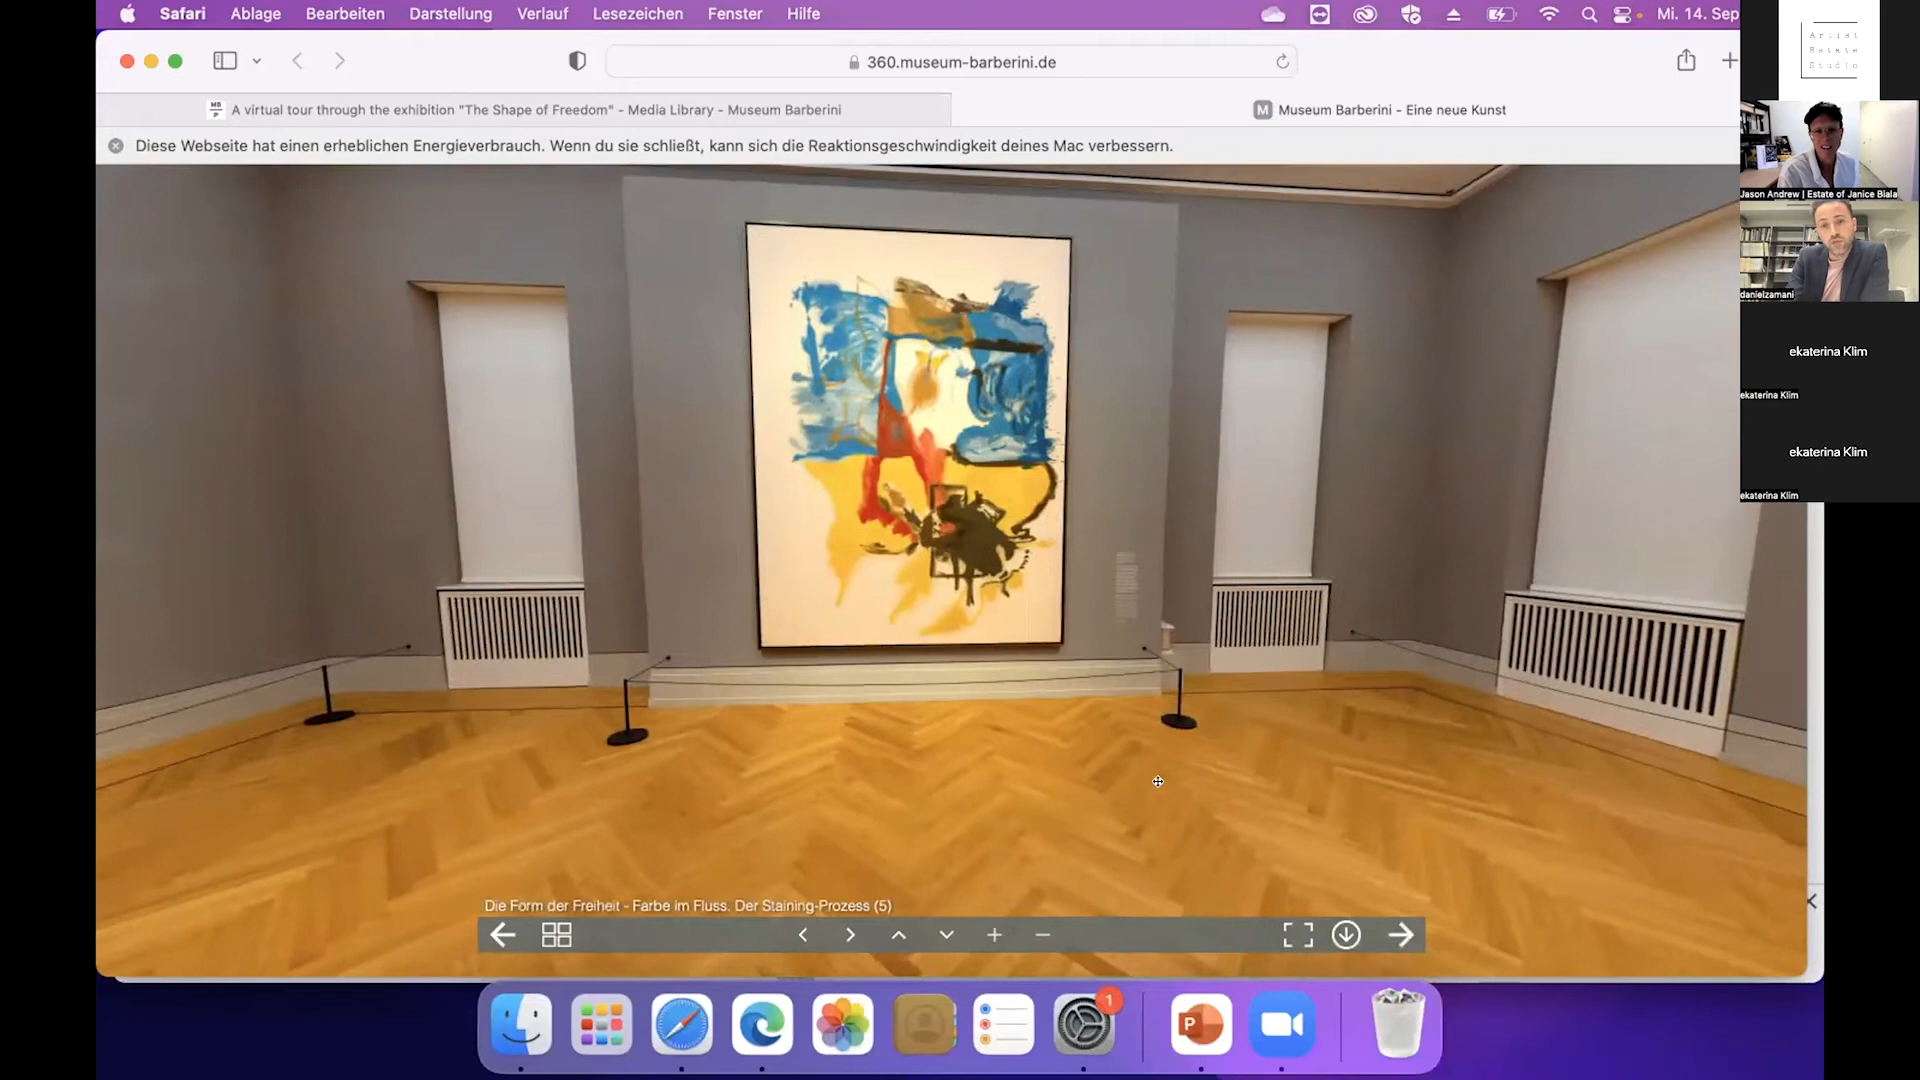 Safari Ablage Bearbeiten Darstellung Verlauf Lesezeichen Fenster Hilfe Mi. 14. Sep
360.museum-barberini.de
A virtual tour through the exhibition "The Shape of Freedom" - Media Library - Museum Barberini
M Museum Barberini - Eine neue Kunst
Diese Webseite hat einen erheblichen Energieverbrauch. Wenn du sie schließt, kann sich die Reaktionsgeschwindigkeit deines Mac verbessern.
Artist
Estate
Studio
Jason Andrew | Estate of Janice Biala
danielzamani
ekaterina Klim
ekaterina Klim
ekaterina Klim
ekaterina Klim
Die Form der Freiheit - Farbe im Fluss. Der Staining-Prozess (5)
1
P